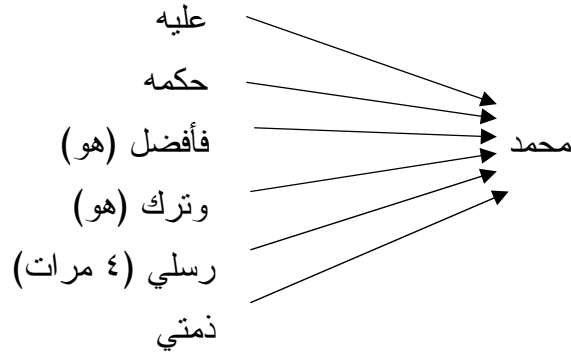 عليه
حكمه
فأفضل (هو)
محمد
وترك (هو)
رسلي (٤ مرات)
ذمتي